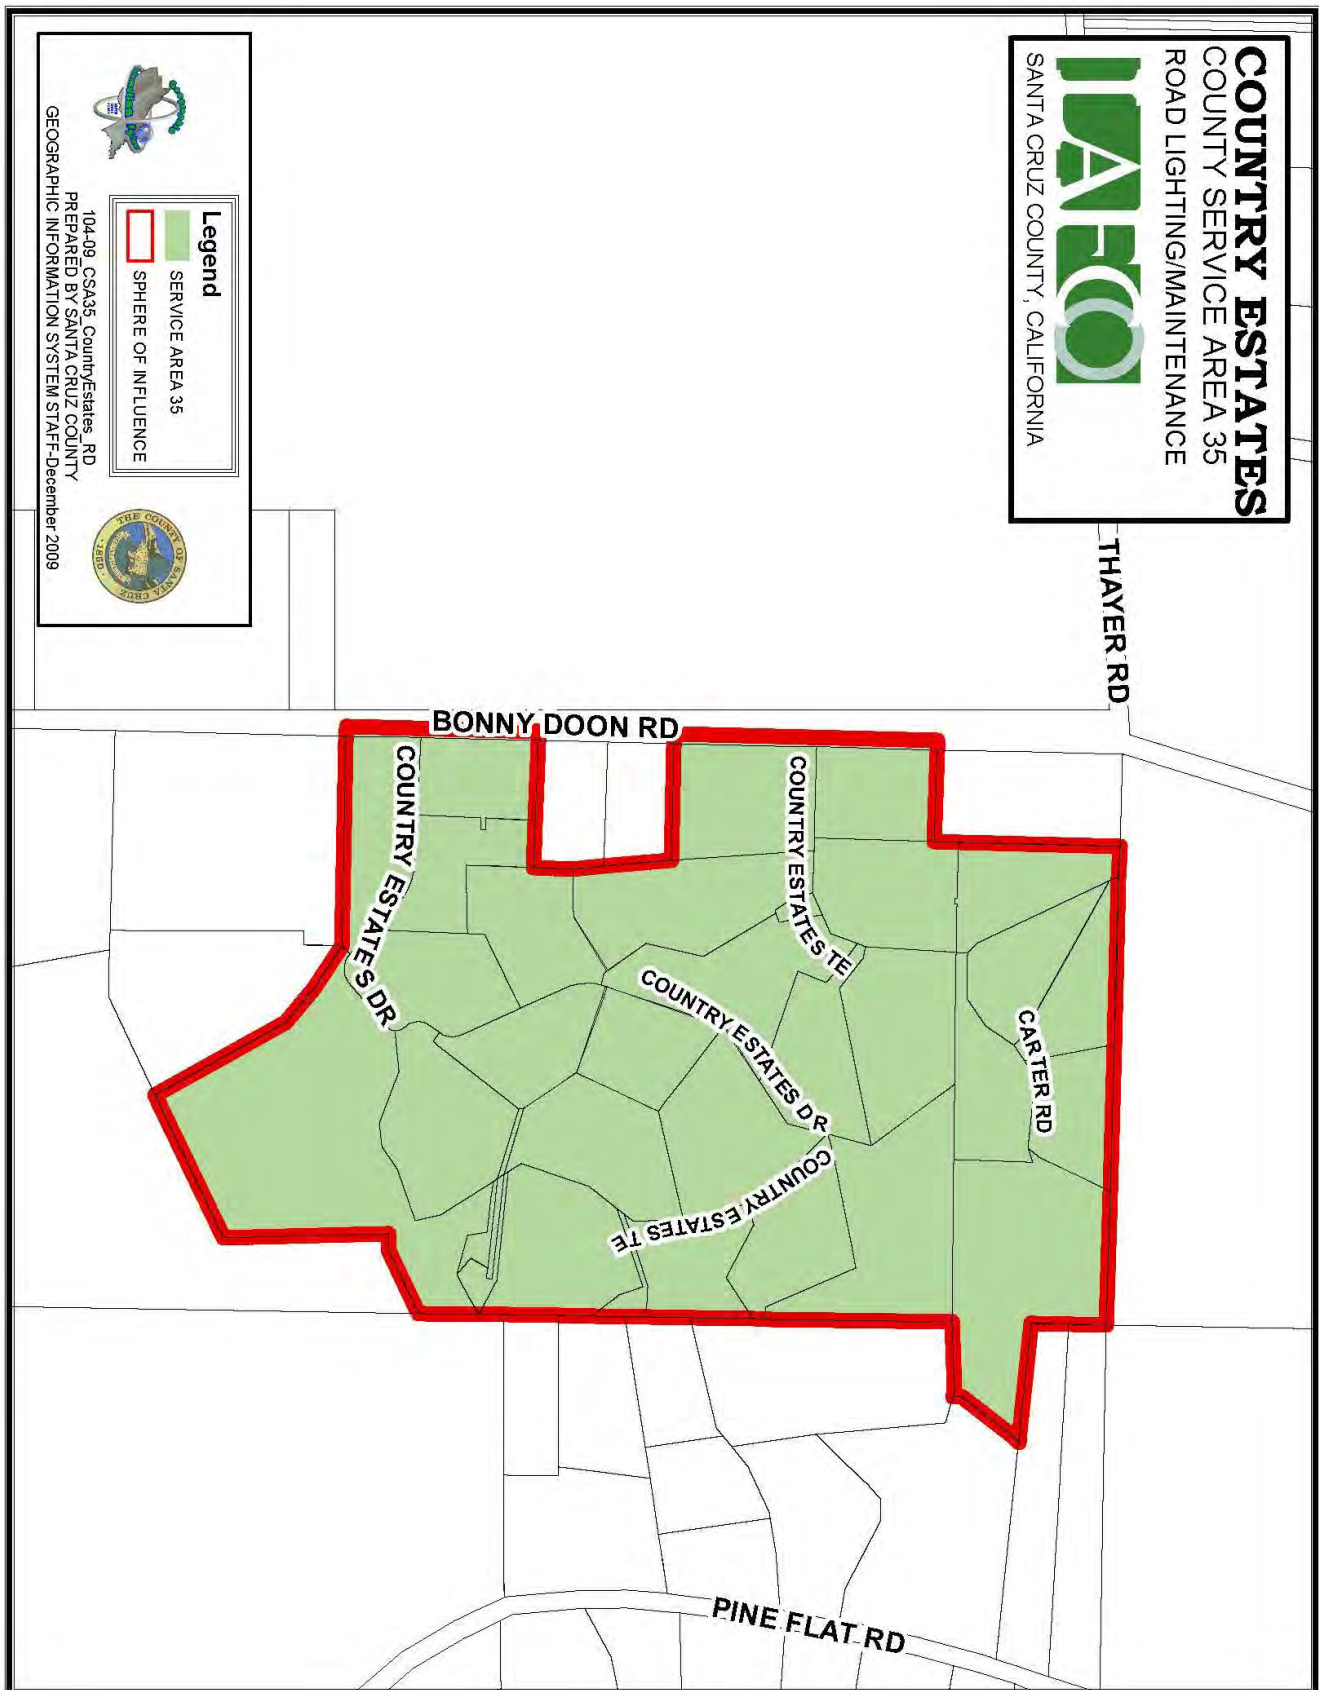 COUNTRY ESTATES
COUNTY SERVICE AREA 35
ROAD LIGHTING/MAINTENANCE
LAFCO
SANTA CRUZ COUNTY, CALIFORNIA
THAYER RD
BONNY DOON RD
COUNTRY ESTATES DR
COUNTRY ESTATES TE
COUNTRY ESTATES DR
COUNTRY ESTATES TE
CARTER RD
PINE FLAT RD
Legend
SERVICE AREA 35
SPHERE OF INFLUENCE
104-09_CSA35_CountryEstates_RD
PREPARED BY SANTA CRUZ COUNTY
GEOGRAPHIC INFORMATION SYSTEM STAFF-December 2009
THE COUNTY OF SANTA CRUZ
1850